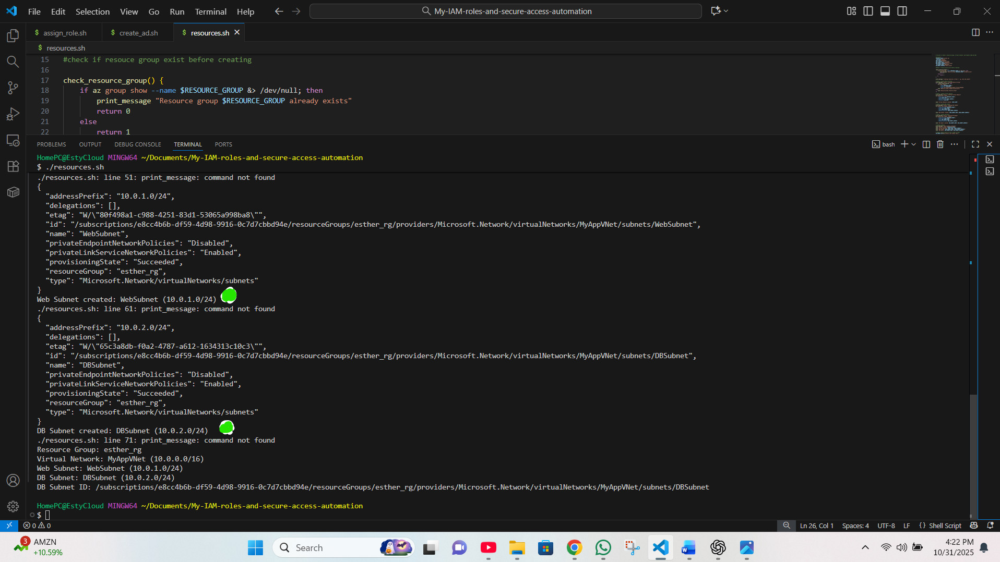 File Edit Selection View Go Run Terminal Help
My-IAM-roles-and-secure-access-automation
$ assign_role.sh $ create_ad.sh $ resources.sh
$ resources.sh
15 #check if resouce group exist before creating
16
17 check_resource_group() {
18 if az group show --name $RESOURCE_GROUP &> /dev/null; then
19 print_message "Resource group $RESOURCE_GROUP already exists"
20 return 0
21 else
22 return 1
PROBLEMS OUTPUT DEBUG CONSOLE TERMINAL PORTS
bash
HomePC@EstyCloud MINGW64 ~/Documents/My-IAM-roles-and-secure-access-automation
$ ./resources.sh
./resources.sh: line 51: print_message: command not found
{
"addressPrefix": "10.0.1.0/24",
"delegations": [],
"etag": "W/\"80f498a1-c988-4251-83d1-53065a998ba8\"",
"id": "/subscriptions/e8cc4b6b-df59-4d98-9916-0c7d7cbbd94e/resourceGroups/esther_rg/providers/Microsoft.Network/virtualNetworks/MyAppVNet/subnets/WebSubnet",
"name": "WebSubnet",
"privateEndpointNetworkPolicies": "Disabled",
"privateLinkServiceNetworkPolicies": "Enabled",
"provisioningState": "Succeeded",
"resourceGroup": "esther_rg",
"type": "Microsoft.Network/virtualNetworks/subnets"
}
Web Subnet created: WebSubnet (10.0.1.0/24)
./resources.sh: line 61: print_message: command not found
{
"addressPrefix": "10.0.2.0/24",
"delegations": [],
"etag": "W/\"65c3a8db-f0a2-4787-a612-1634313c10c3\"",
"id": "/subscriptions/e8cc4b6b-df59-4d98-9916-0c7d7cbbd94e/resourceGroups/esther_rg/providers/Microsoft.Network/virtualNetworks/MyAppVNet/subnets/DBSubnet",
"name": "DBSubnet",
"privateEndpointNetworkPolicies": "Disabled",
"privateLinkServiceNetworkPolicies": "Enabled",
"provisioningState": "Succeeded",
"resourceGroup": "esther_rg",
"type": "Microsoft.Network/virtualNetworks/subnets"
}
DB Subnet created: DBSubnet (10.0.2.0/24)
./resources.sh: line 71: print_message: command not found
Resource Group: esther_rg
Virtual Network: MyAppVNet (10.0.0.0/16)
Web Subnet: WebSubnet (10.0.1.0/24)
DB Subnet: DBSubnet (10.0.2.0/24)
DB Subnet ID: /subscriptions/e8cc4b6b-df59-4d98-9916-0c7d7cbbd94e/resourceGroups/esther_rg/providers/Microsoft.Network/virtualNetworks/MyAppVNet/subnets/DBSubnet
HomePC@EstyCloud MINGW64 ~/Documents/My-IAM-roles-and-secure-access-automation
$
0 0 Ln 26, Col 1 Spaces: 4 UTF-8 LF {} Shell Script
3 AMZN
+10.59%
Search
4:22 PM
10/31/2025